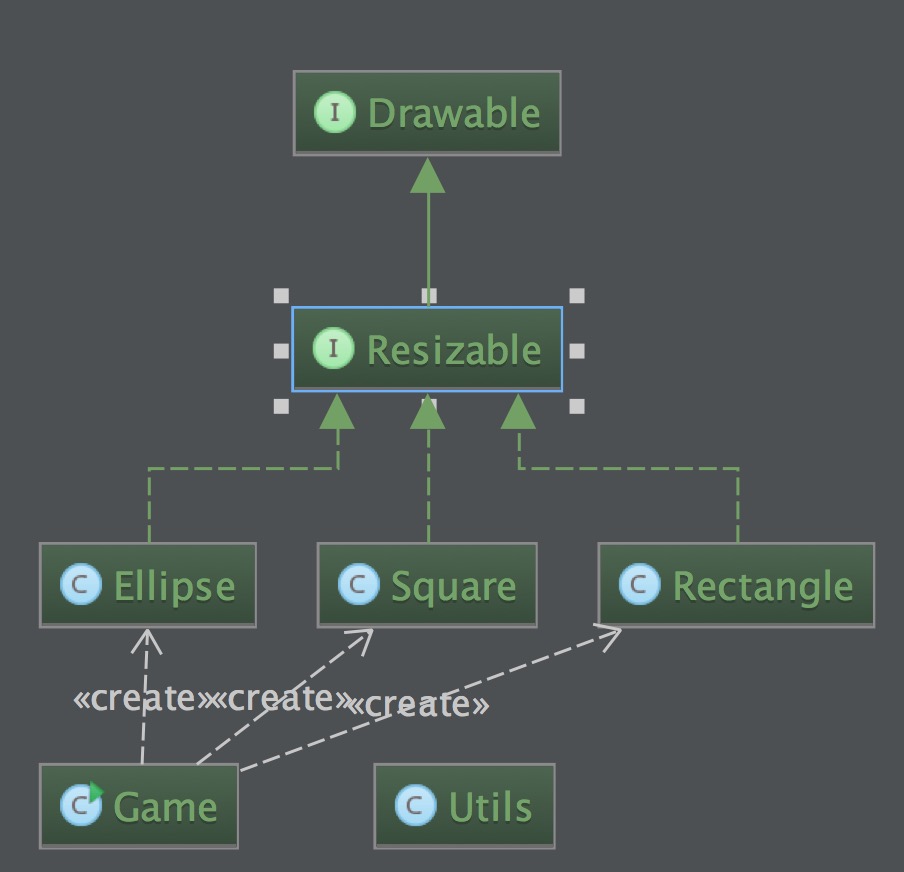 I Drawable
I Resizable
C Ellipse
C Square
C Rectangle
«create»
«create»
«create»
C Game
C Utils